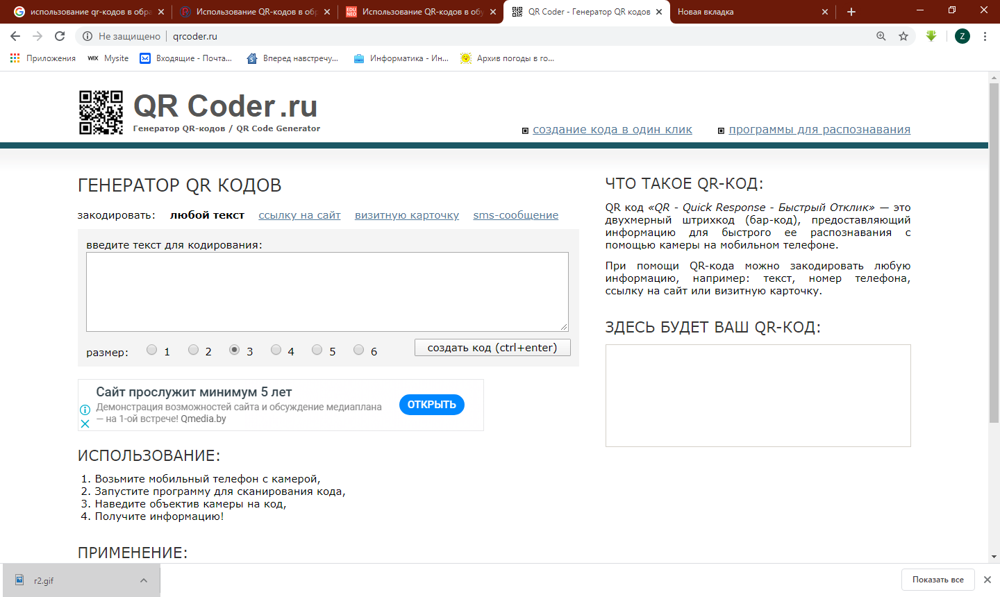 использование qr-кодов в обра
Использование QR-кодов в обр
EDU NEO
Использование QR-кодов в обу
QR Coder - Генератор QR кодов
Новая вкладка
Не защищено
qrcoder.ru
Z
Приложения
WIX Mysite
Входящие - Почта...
Вперед навстречу...
Информатика - Ин...
Архив погоды в го...
QR Coder.ru
Генератор QR-кодов / QR Code Generator
создание кода в один клик
программы для распознавания
ГЕНЕРАТОР QR КОДОВ
закодировать: любой текст ссылку на сайт визитную карточку sms-сообщение
введите текст для кодирования:
размер: 1 2 3 4 5 6
создать код (ctrl+enter)
Сайт прослужит минимум 5 лет
Демонстрация возможностей сайта и обсуждение медиаплана
— на 1-ой встрече! Qmedia.by
ОТКРЫТЬ
ИСПОЛЬЗОВАНИЕ:
1. Возьмите мобильный телефон с камерой,
2. Запустите программу для сканирования кода,
3. Наведите объектив камеры на код,
4. Получите информацию!
ПРИМЕНЕНИЕ:
ЧТО ТАКОЕ QR-КОД:
QR код «QR - Quick Response - Быстрый Отклик» — это
двухмерный штрихкод (бар-код), предоставляющий
информацию для быстрого ее распознавания с
помощью камеры на мобильном телефоне.
При помощи QR-кода можно закодировать любую
информацию, например: текст, номер телефона,
ссылку на сайт или визитную карточку.
ЗДЕСЬ БУДЕТ ВАШ QR-КОД:
r2.gif
Показать все